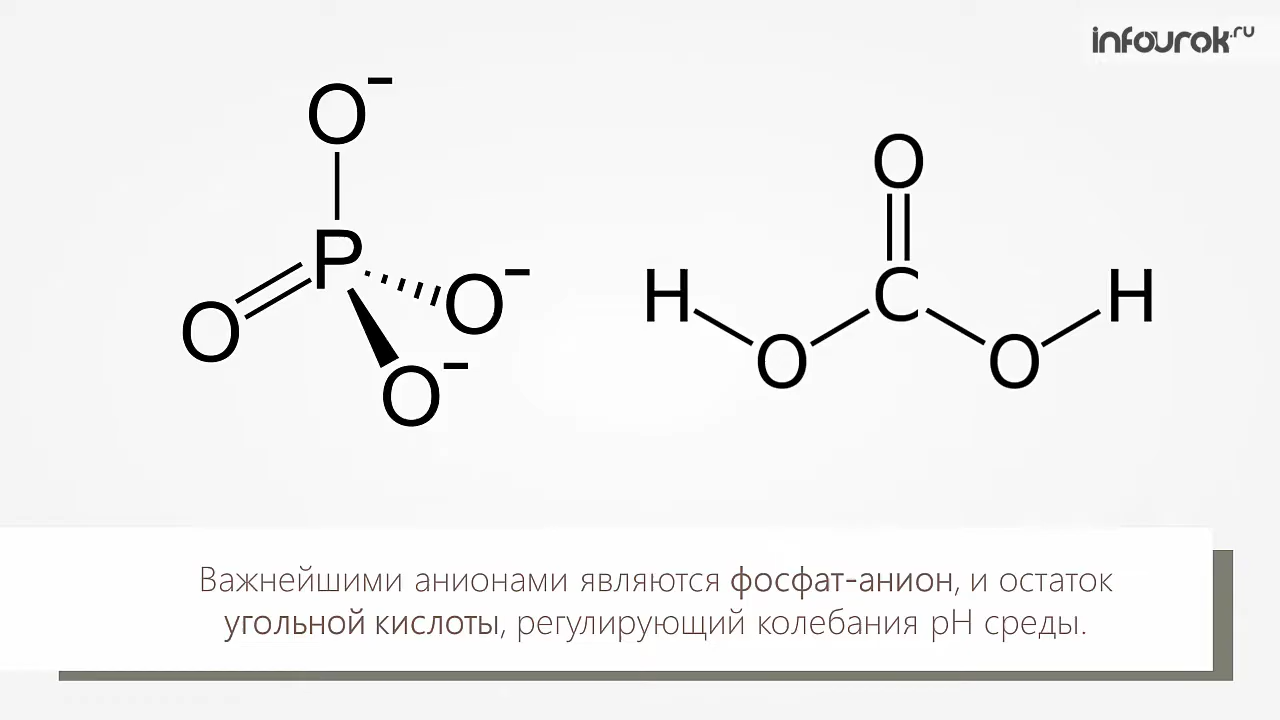 infourok.ru
O⁻
P
O
O⁻
O⁻
O
H
C
H
O
O
Важнейшими анионами являются фосфат-анион, и остаток
угольной кислоты, регулирующий колебания pH среды.